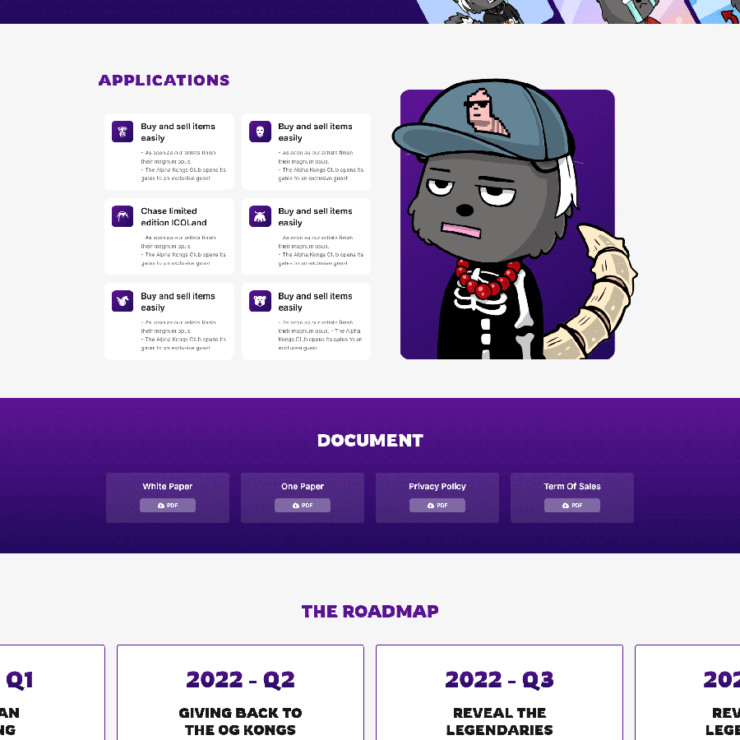 APPLICATIONS
Buy and sell items
easily
- As soon as our artists finish
their magnum opus.
- The Alpha Kongs Club opens its
gates to an exclusive guest
Buy and sell items
easily
- As soon as our artists finish
their magnum opus.
- The Alpha Kongs Club opens its
gates to an exclusive guest
Chase limited
edition ICOLand
- As soon as our artists finish
their magnum opus.
- The Alpha Kongs Club opens its
gates to an exclusive guest
Buy and sell items
easily
- As soon as our artists finish
their magnum opus.
- The Alpha Kongs Club opens its
gates to an exclusive guest
Buy and sell items
easily
- As soon as our artists finish
their magnum opus.
- The Alpha Kongs Club opens its
gates to an exclusive guest
Buy and sell items
easily
- As soon as our artists finish
their magnum opus. - The Alpha
Kongs Club opens its gates to an
exclusive guest
DOCUMENT
White Paper
PDF
One Paper
PDF
Privacy Policy
PDF
Term Of Sales
PDF
THE ROADMAP
Q1
AN
NG
2022 - Q2
GIVING BACK TO
THE OG KONGS
2022 - Q3
REVEAL THE
LEGENDARIES
202
REV
LEGE